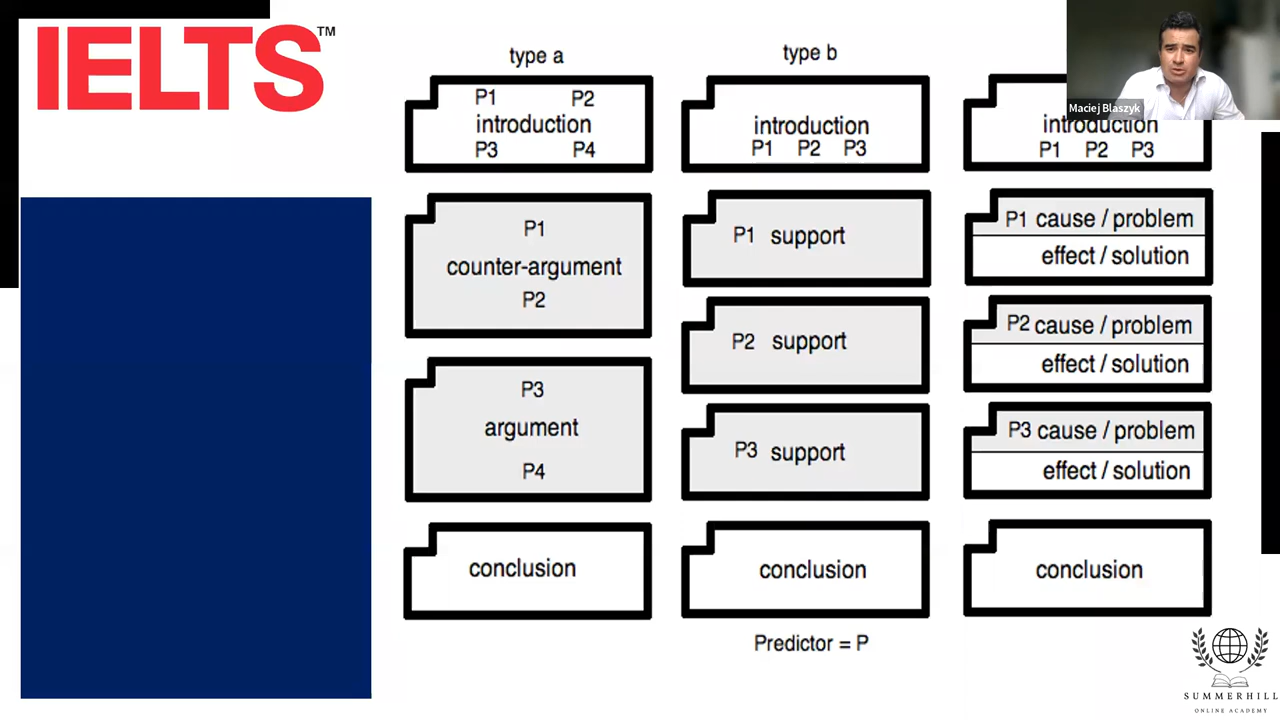 IELTS™
type a
P1 P2
introduction
P3 P4
P1
counter-argument
P2
P3
argument
P4
conclusion
type b
introduction
P1 P2 P3
P1 support
P2 support
P3 support
conclusion
Predictor = P
introduction
P1 P2 P3
P1 cause / problem
effect / solution
P2 cause / problem
effect / solution
P3 cause / problem
effect / solution
conclusion
Maciej Blaszyk
SUMMERHILL
ONLINE ACADEMY